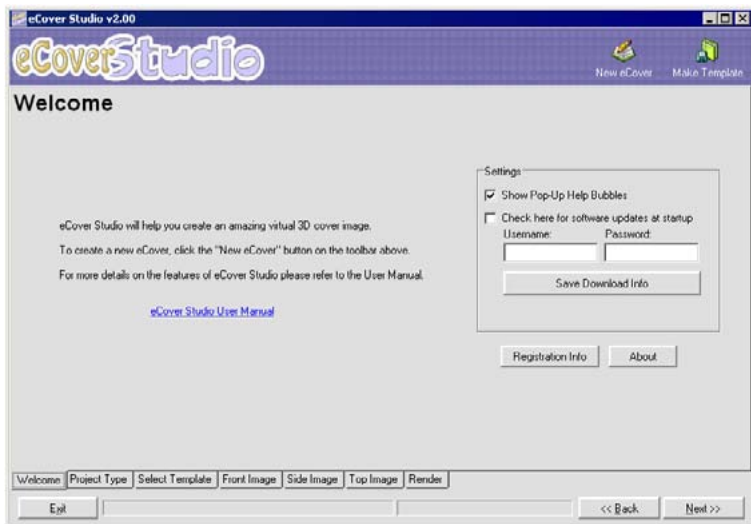 eCover Studio v2.00
eCover Studio
New eCover
Make Template
Welcome
Settings
Show Pop-Up Help Bubbles
Check here for software updates at startup
Username:
Password:
Save Download Info
eCover Studio will help you create an amazing virtual 3D cover image.
To create a new eCover, click the "New eCover" button on the toolbar above.
For more details on the features of eCover Studio please refer to the User Manual.
eCover Studio User Manual
Registration Info
About
Welcome
Project Type
Select Template
Front Image
Side Image
Top Image
Render
Exit
<< Back
Next >>